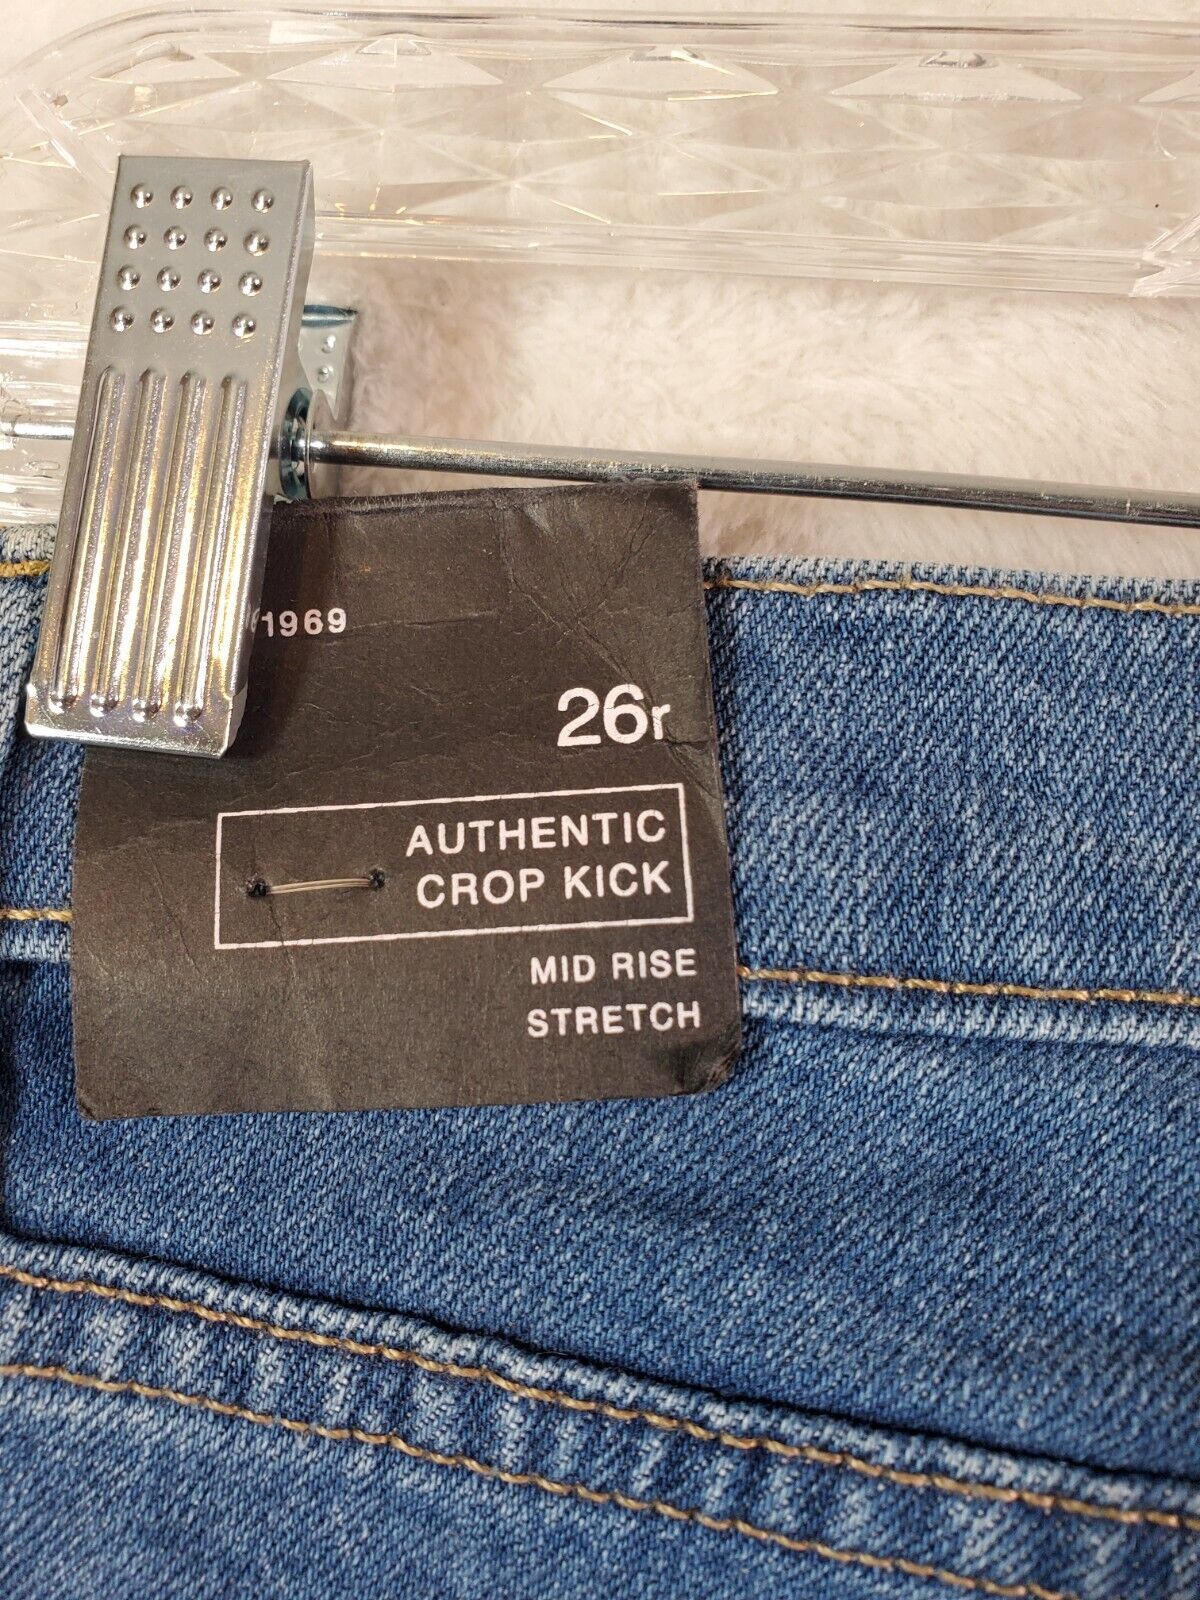 1969
26r
AUTHENTIC
CROP KICK
MID RISE
STRETCH